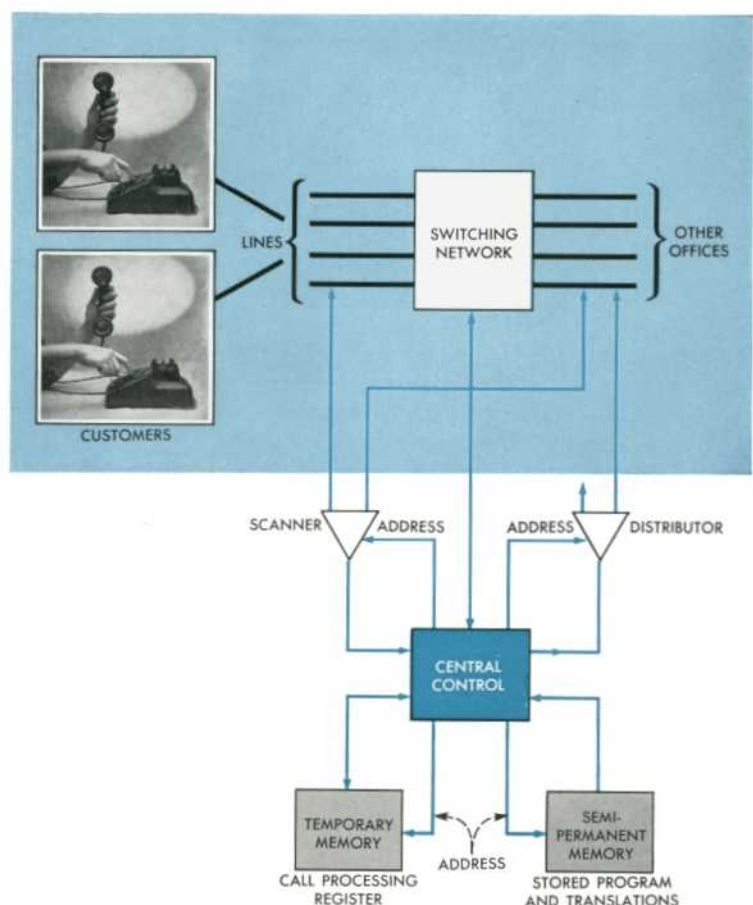 CUSTOMERS
LINES
SWITCHING
NETWORK
OTHER
OFFICES
SCANNER
ADDRESS
ADDRESS
DISTRIBUTOR
CENTRAL
CONTROL
TEMPORARY
MEMORY
CALL PROCESSING
REGISTER
ADDRESS
SEMI-
PERMANENT
MEMORY
STORED PROGRAM
AND TRANSLATIONS